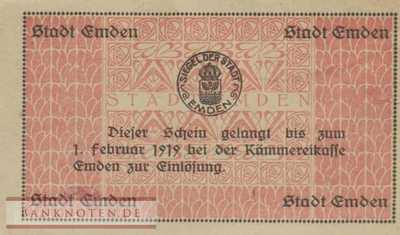 Stadt Emden Stadt Emden
SIEGEL DER STADT
EMDEN
STADT EMDEN
Dieser Schein gelangt bis zum
1. Februar 1919 bei der Kämmereikasse
Emden zur Einlösung.
Stadt Emden Stadt Emden
BANKNOTEN.DE